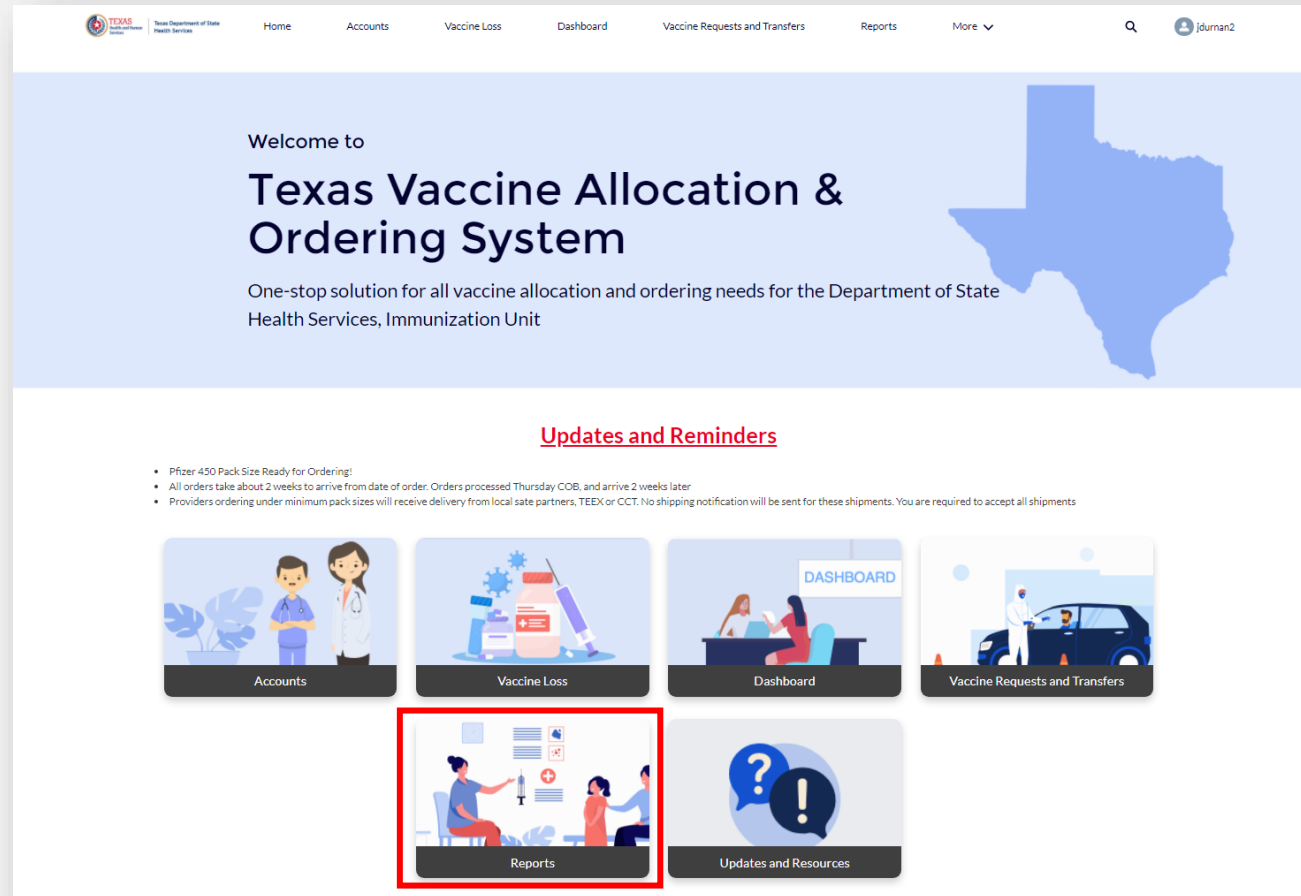 TEXAS
Health and Human
Services
Texas Department of State
Health Services
Home
Accounts
Vaccine Loss
Dashboard
Vaccine Requests and Transfers
Reports
More
jdurnan2
Welcome to
Texas Vaccine Allocation &
Ordering System
One-stop solution for all vaccine allocation and ordering needs for the Department of State
Health Services, Immunization Unit
Updates and Reminders
• Pfizer 450 Pack Size Ready for Ordering!
• All orders take about 2 weeks to arrive from date of order. Orders processed Thursday COB, and arrive 2 weeks later
• Providers ordering under minimum pack sizes will receive delivery from local sate partners, TEEX or CCT. No shipping notification will be sent for these shipments. You are required to accept all shipments
DASHBOARD
Accounts
Vaccine Loss
Dashboard
Vaccine Requests and Transfers
?
!
Reports
Updates and Resources